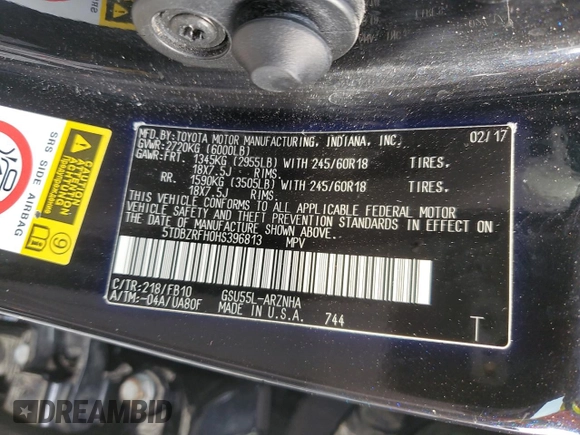 MFD.BY:TOYOTA MOTOR MANUFACTURING, INDIANA, INC. 02/17
GVWR:2720KG (6000LB)
GAWR:FRT. 1345KG (2955LB) WITH 245/60R18 TIRES.
18X7.5J RIMS.
RR. 1590KG (3505LB) WITH 245/60R18 TIRES.
18X7.5J RIMS.
THIS VEHICLE CONFORMS TO ALL APPLICABLE FEDERAL MOTOR
VEHICLE SAFETY AND THEFT PREVENTION STANDARDS IN EFFECT
ON THE DATE OF MANUFACTURE SHOWN ABOVE.
5TDBZRFH0HS396813 MPV
C/TR:218/FB10 GSU55L-ARZNHA
A/TM:-04A/UA80F MADE IN U.S.A. 744 T
SRS SIDE AIRBAG
CAUTION
ACTUNG
9
DREAMBID